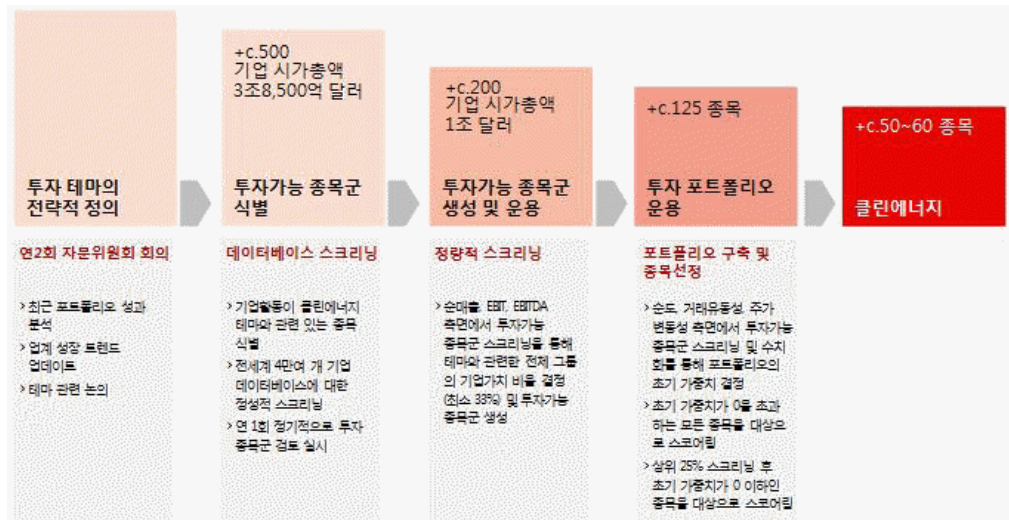 +c.500
기업 시가총액
3조8,500억 달러
+c.200
기업 시가총액
1조 달러
+c.125 종목
+c.50~60 종목
투자 테마의
전략적 정의
투자가능 종목군
식별
투자가능 종목군
생성 및 운용
투자 포트폴리오
운용
클린에너지
연2회 자문위원회 회의
> 최근 포트폴리오 성과
분석
> 업계 성장 트렌드
업데이트
> 테마 관련 논의
데이터베이스 스크리닝
> 기업활동이 클린에너지
테마와 관련 있는 종목
식별
> 전세계 4만여 개 기업
데이터베이스에 대한
정성적 스크리닝
> 연 1회 정기적으로 투자
종목군 검토 실시
정량적 스크리닝
> 순매출, EBIT, EBITDA
측면에서 투자가능
종목군 스크리닝을 통해
테마와 관련한 전체 그룹
의 기업가치 비율 결정
(최소 33%) 및 투자가능
종목군 생성
포트폴리오 구축 및
종목선정
> 순도, 거래유동성, 주가
변동성 측면에서 투자가능
종목군 스크리닝 및 수치
화를 통해 포트폴리오의
초기 가중치 결정
> 초기 가중치가 0을 초과
하는 모든 종목을 대상으
로 스코어링
> 상위 25% 스크리닝 후
초기 가중치가 0 이하인
종목을 대상으로 스코어링